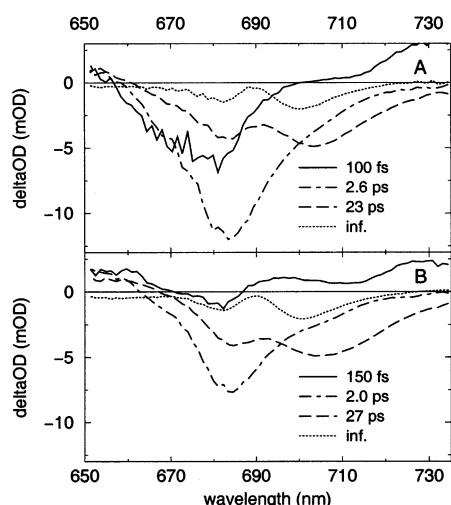 650 670 690 710 730
A
0
−5
−10
deltaOD (mOD)
100 fs
2.6 ps
23 ps
inf.
B
0
−5
−10
deltaOD (mOD)
150 fs
2.0 ps
27 ps
inf.
650 670 690 710 730
wavelength (nm)